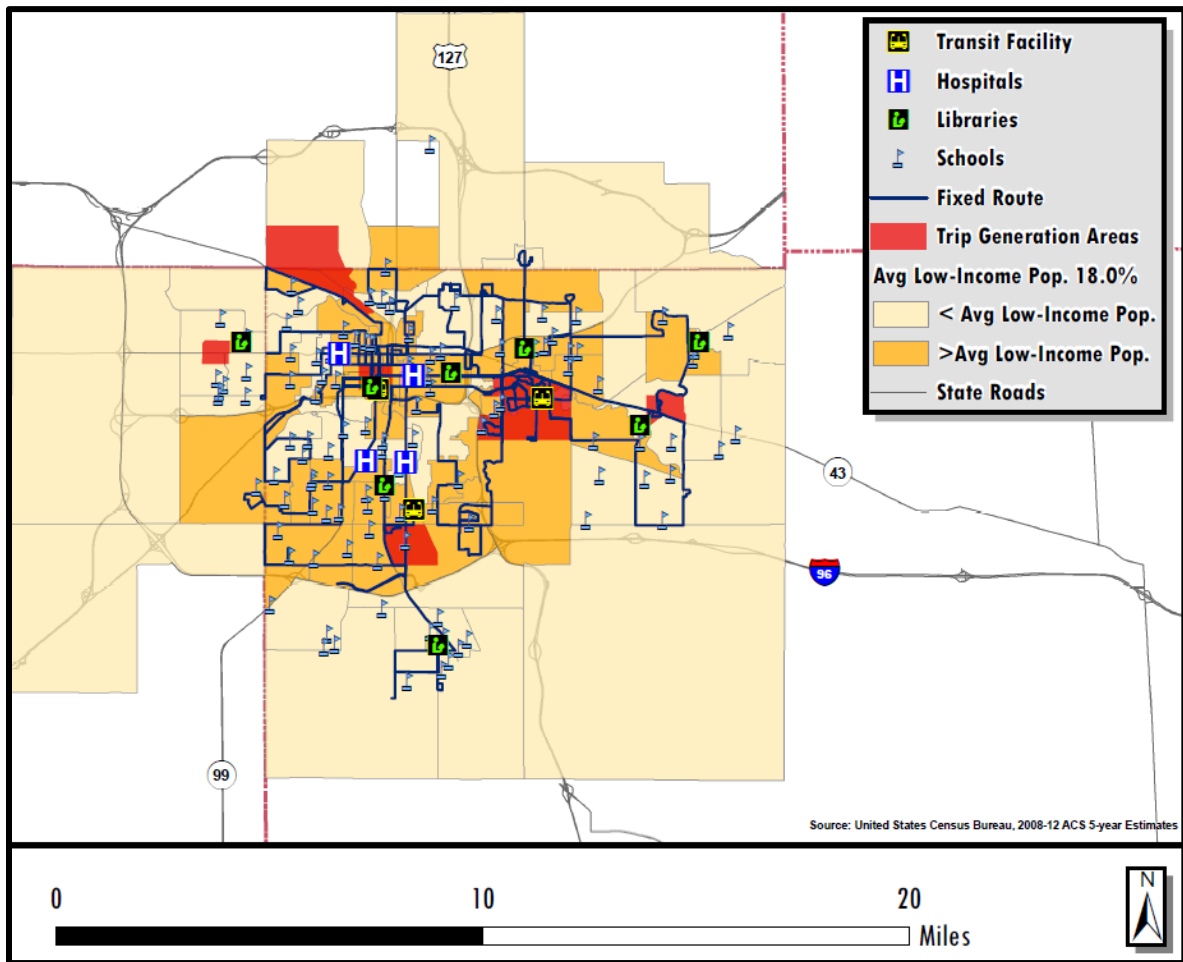 127
Transit Facility
H Hospitals
Libraries
Schools
Fixed Route
Trip Generation Areas
Avg Low-Income Pop. 18.0%
< Avg Low-Income Pop.
>Avg Low-Income Pop.
State Roads
H
H
H
H
43
96
99
Source: United States Census Bureau, 2008-12 ACS 5-year Estimates
0 10 20
Miles
N